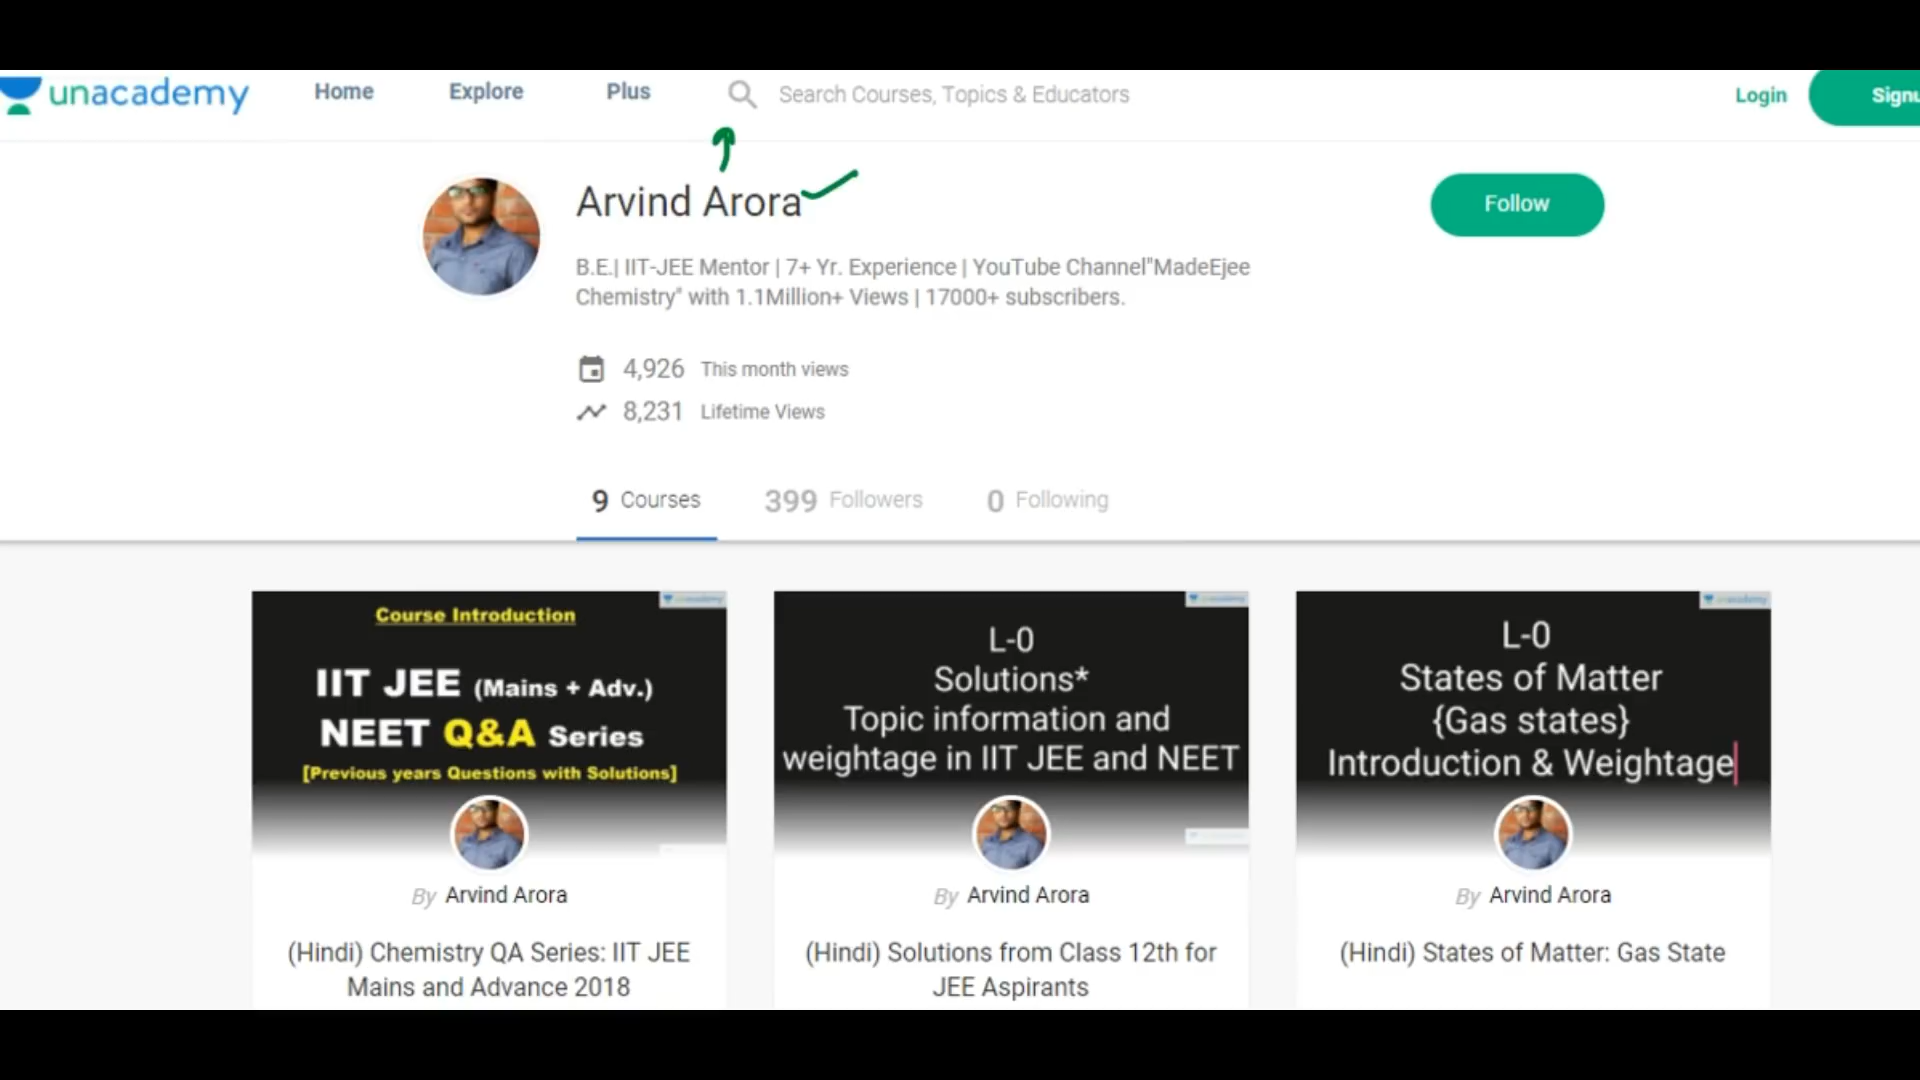 unacademy
Home
Explore
Plus
Search Courses, Topics & Educators
Login
Signu
Arvind Arora
Follow
B.E.| IIT-JEE Mentor | 7+ Yr. Experience | YouTube Channel"MadeEjee
Chemistry" with 1.1Million+ Views | 17000+ subscribers.
4,926 This month views
8,231 Lifetime Views
9 Courses
399 Followers
0 Following
Course Introduction
IIT JEE (Mains + Adv.)
NEET Q&A Series
[Previous years Questions with Solutions]
By Arvind Arora
(Hindi) Chemistry QA Series: IIT JEE
Mains and Advance 2018
unacademy
L-0
Solutions*
Topic information and
weightage in IIT JEE and NEET
By Arvind Arora
(Hindi) Solutions from Class 12th for
JEE Aspirants
unacademy
L-0
States of Matter
{Gas states}
Introduction & Weightage
By Arvind Arora
(Hindi) States of Matter: Gas State
unacademy